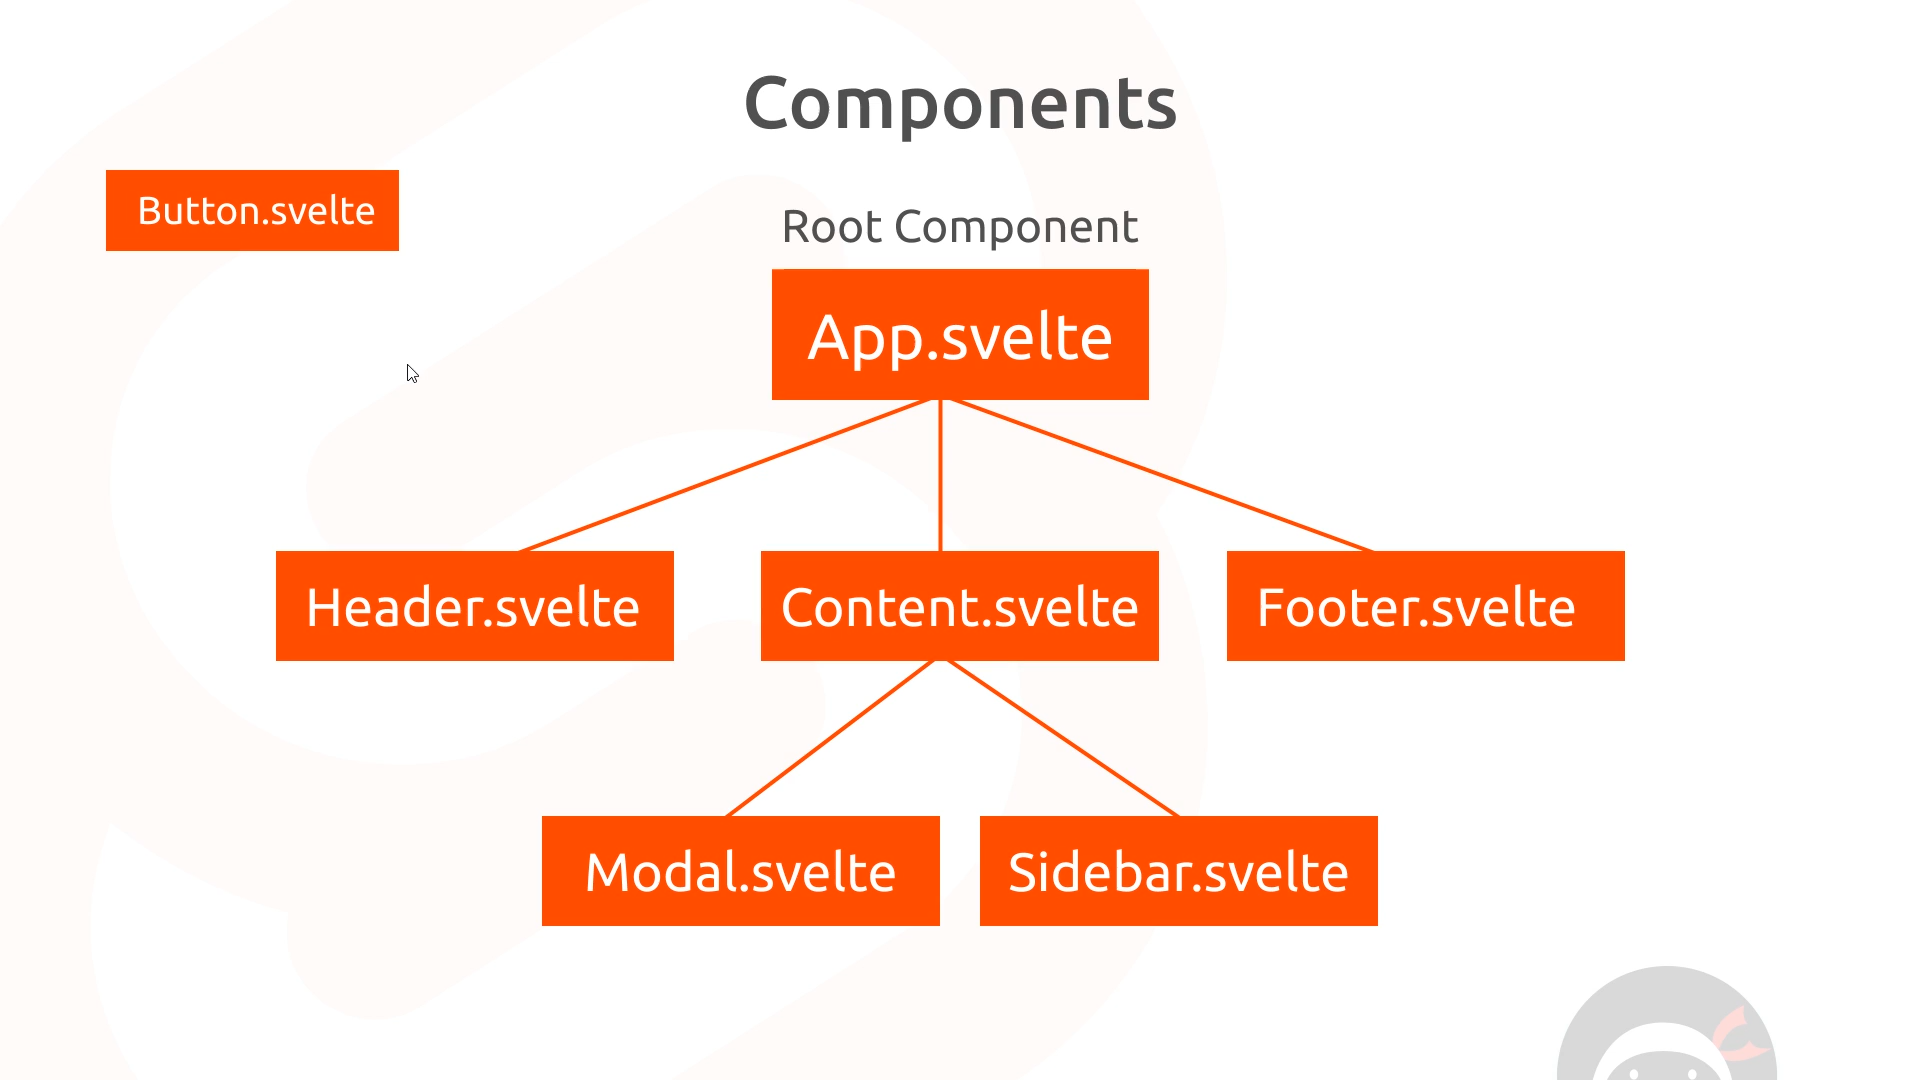 Components
Button.svelte
Root Component
App.svelte
Header.svelte
Content.svelte
Footer.svelte
Modal.svelte
Sidebar.svelte